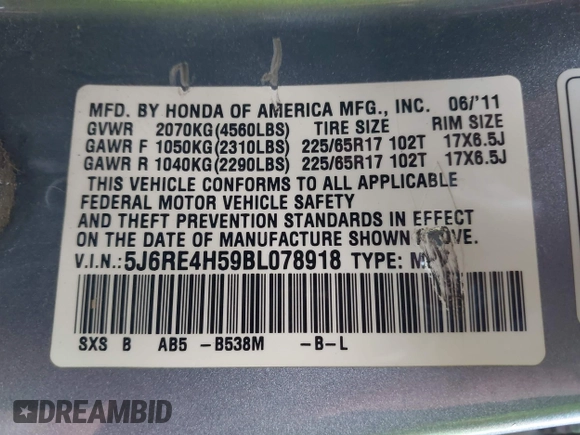 MFD. BY HONDA OF AMERICA MFG., INC. 06/'11
GVWR 2070KG(4560LBS) TIRE SIZE RIM SIZE
GAWR F 1050KG(2310LBS) 225/65R17 102T 17X6.5J
GAWR R 1040KG(2290LBS) 225/65R17 102T 17X6.5J
THIS VEHICLE CONFORMS TO ALL APPLICABLE
FEDERAL MOTOR VEHICLE SAFETY
AND THEFT PREVENTION STANDARDS IN EFFECT
ON THE DATE OF MANUFACTURE SHOWN ABOVE.
V.I.N.: 5J6RE4H59BL078918 TYPE:
SXS B AB5 -B538M -B-L
DREAMBID